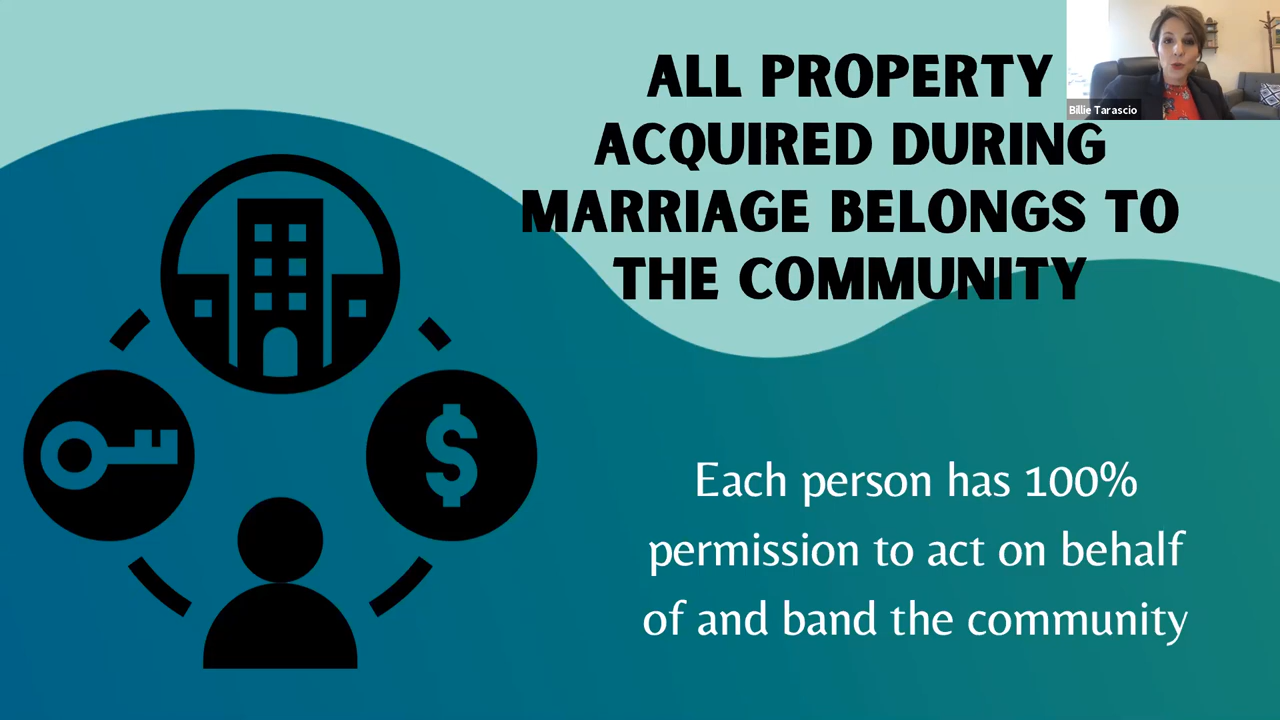 ALL PROPERTY
ACQUIRED DURING
MARRIAGE BELONGS TO
THE COMMUNITY
Billie Tarascio
$
Each person has 100%
permission to act on behalf
of and band the community